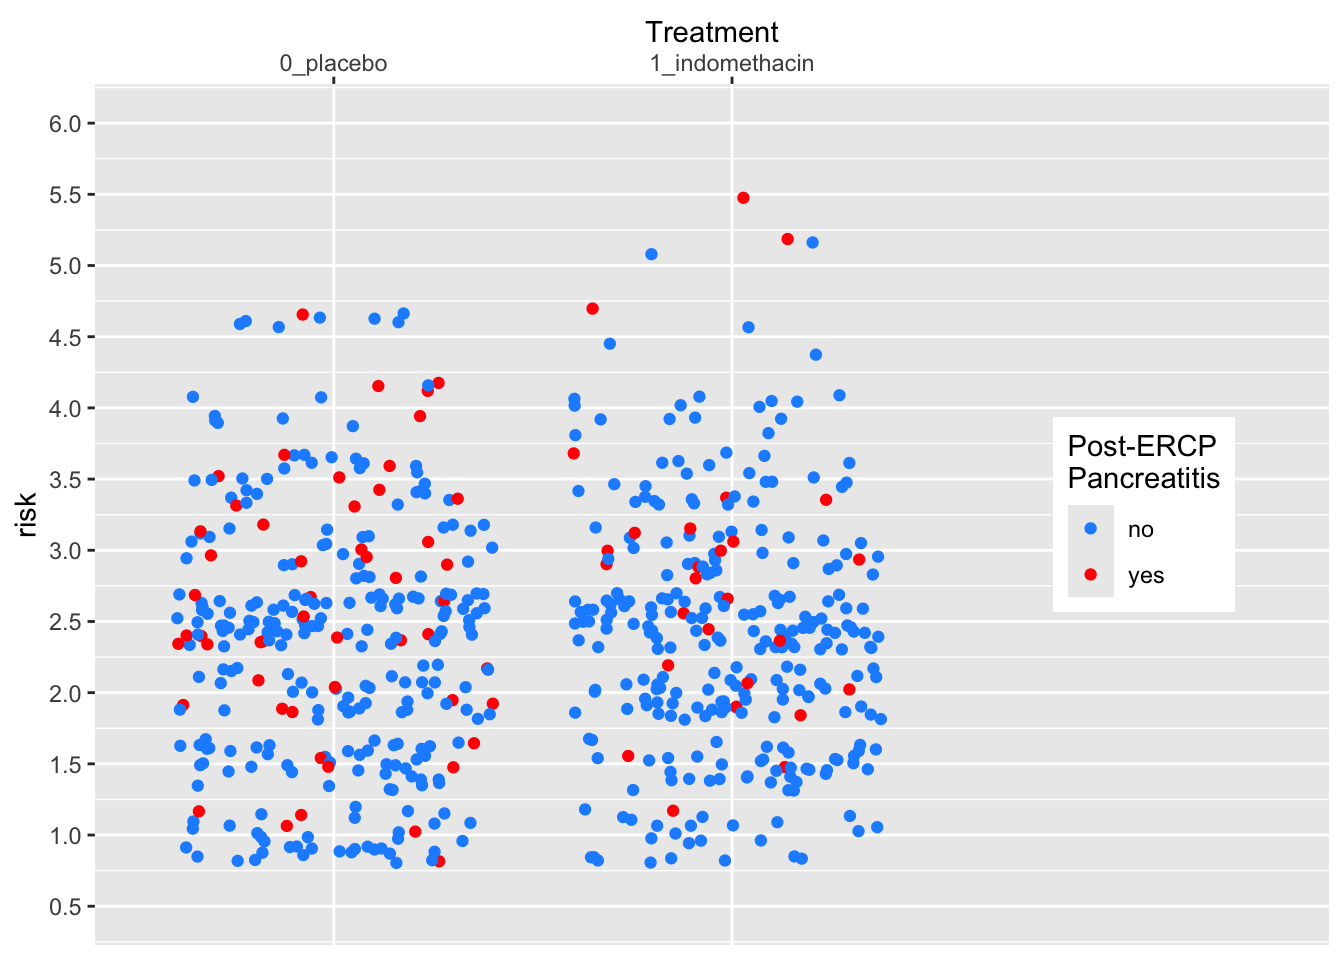 Treatment
0_placebo
1_indomethacin
6.0
5.5
5.0
4.5
4.0
3.5
3.0
2.5
2.0
1.5
1.0
0.5
risk
Post-ERCP
Pancreatitis
no
yes